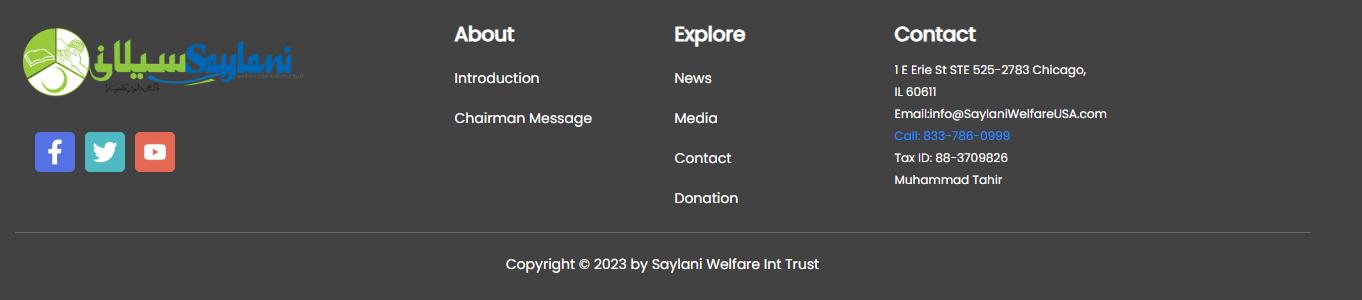 سیلانی Saylani
About
Introduction
Chairman Message
Explore
News
Media
Contact
Donation
Contact
1 E Erie St STE 525-2783 Chicago,
IL 60611
Email:info@SaylaniWelfareUSA.com
Call: 833-786-0999
Tax ID: 88-3709826
Muhammad Tahir
Copyright © 2023 by Saylani Welfare Int Trust